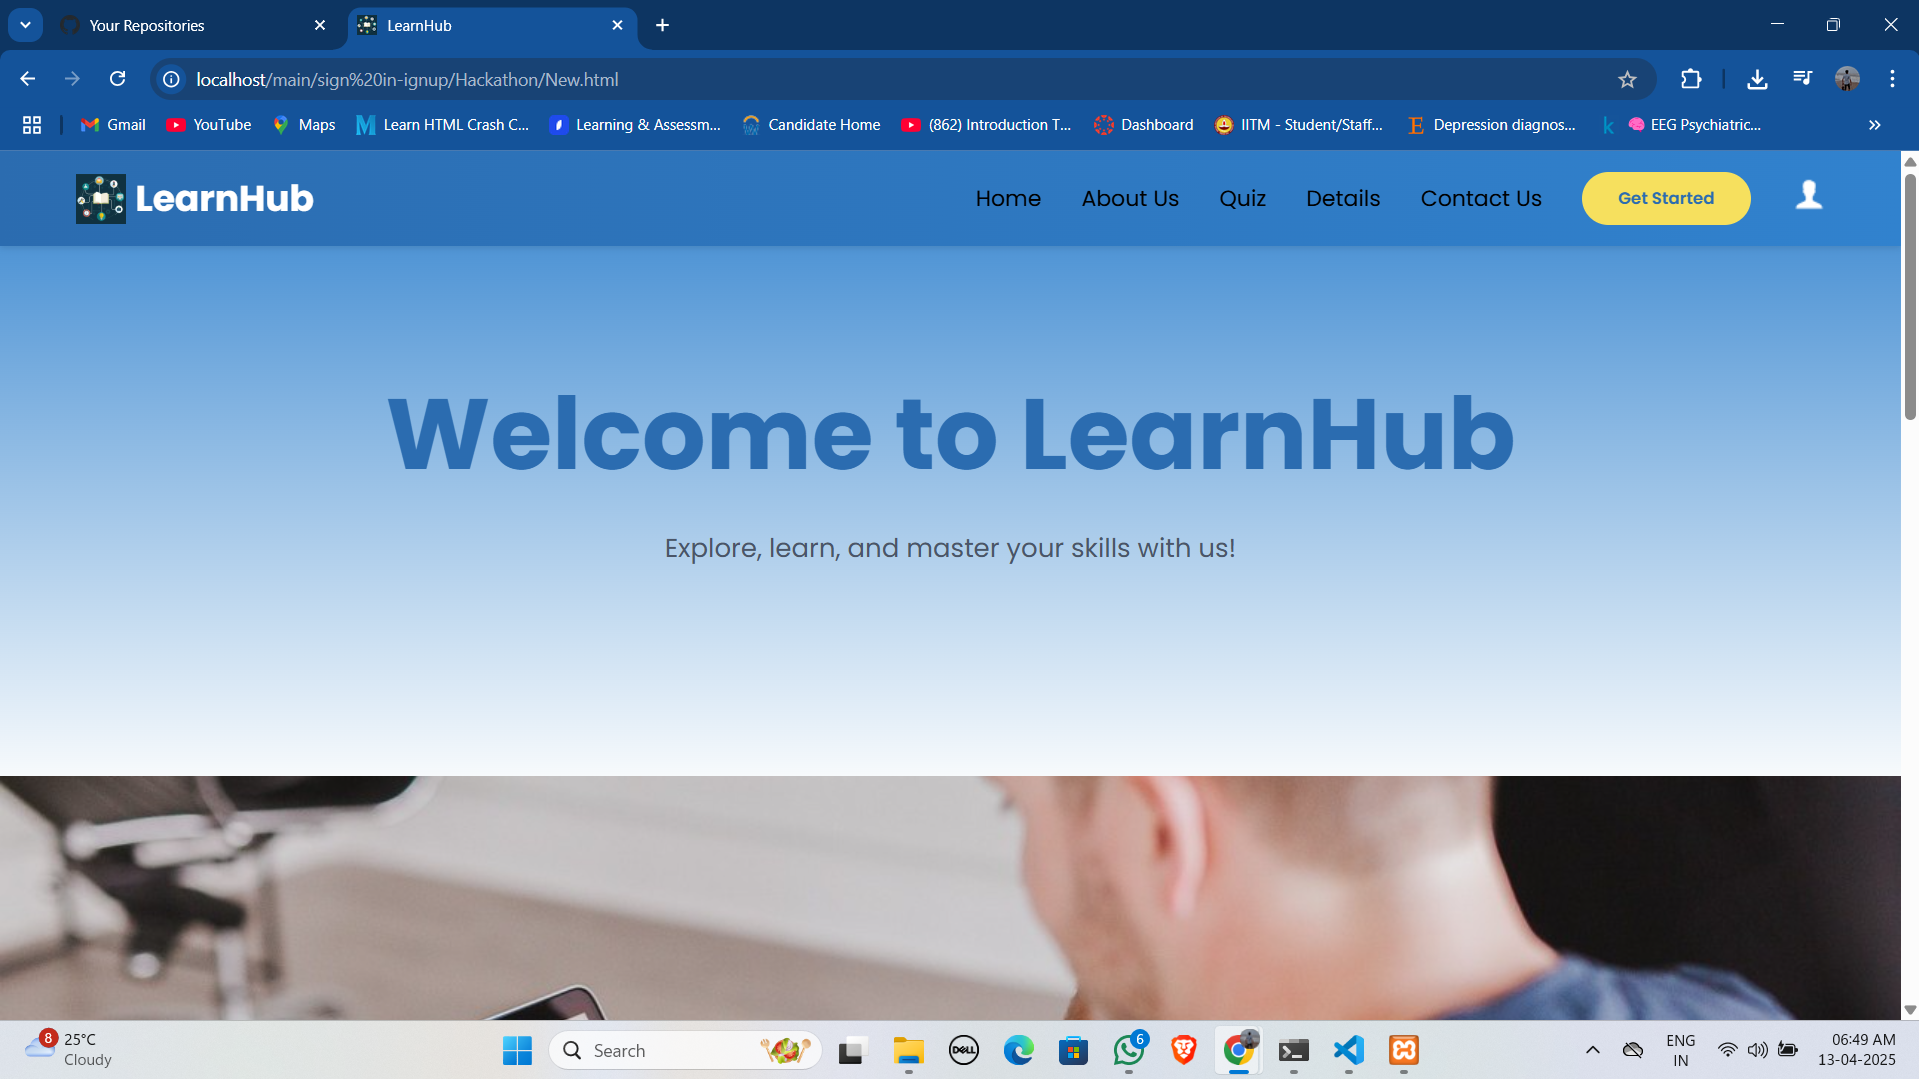 Your Repositories
LearnHub
localhost/main/sign%20in-ignup/Hackathon/New.html
Gmail
YouTube
Maps
Learn HTML Crash C...
Learning & Assessm...
Candidate Home
(862) Introduction T...
Dashboard
IITM - Student/Staff...
Depression diagnos...
EEG Psychiatric...
LearnHub
Home
About Us
Quiz
Details
Contact Us
Get Started
Welcome to LearnHub
Explore, learn, and master your skills with us!
8
25°C
Cloudy
Search
DELL
6
ENG
IN
06:49 AM
13-04-2025